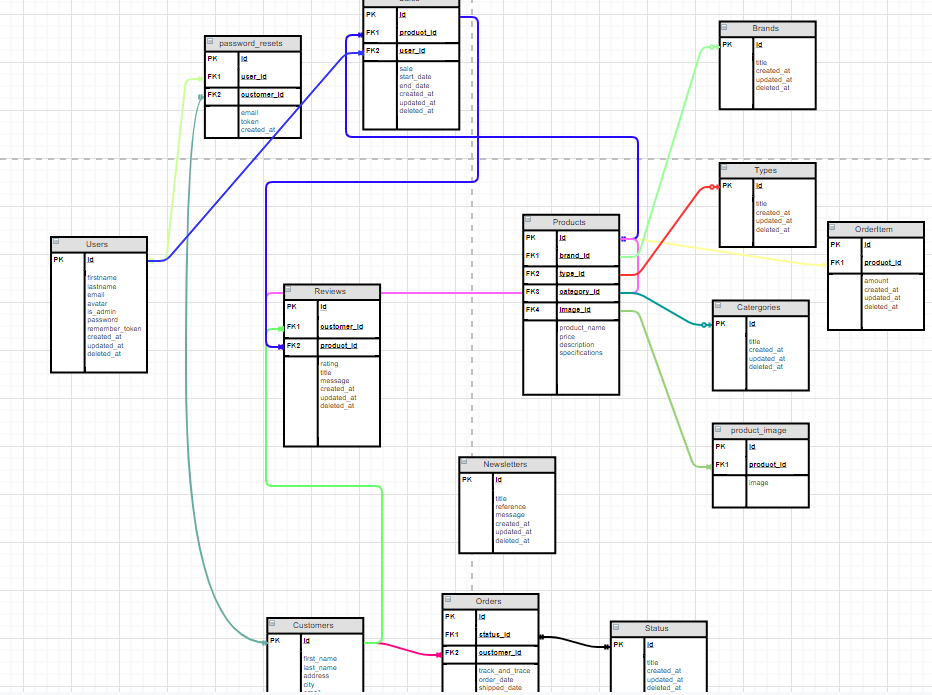 PK id
FK1 product_id
FK2 user_id
sale
start_date
end_date
created_at
updated_at
deleted_at
password_resets
PK id
FK1 user_id
FK2 customer_id
email
token
created_at
Brands
PK id
title
created_at
updated_at
deleted_at
Types
PK id
title
created_at
updated_at
deleted_at
Products
PK id
FK1 brand_id
FK2 type_id
FK3 category_id
FK4 image_id
product_name
price
description
specifications
OrderItem
PK id
FK1 product_id
amount
created_at
updated_at
deleted_at
Users
PK id
firstname
lastname
email
avatar
is_admin
password
remember_token
created_at
updated_at
deleted_at
Reviews
PK id
FK1 customer_id
FK2 product_id
rating
title
message
created_at
updated_at
deleted_at
Catergories
PK id
title
created_at
updated_at
deleted_at
product_image
PK id
FK1 product_id
image
Newsletters
PK id
title
reference
message
created_at
updated_at
deleted_at
Orders
PK id
FK1 status_id
FK2 customer_id
track_and_trace
order_date
shipped_date
Customers
PK id
first_name
last_name
address
city
Status
PK id
title
created_at
updated_at
deleted_at